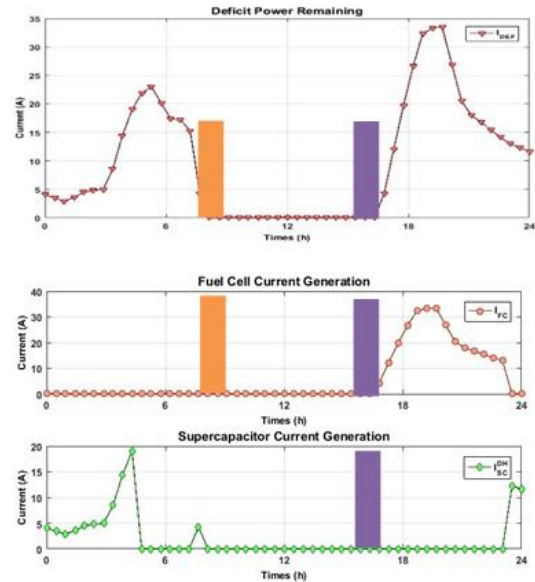 Deficit Power Remaining
35
30
25
20
15
10
5
0
Current (A)
I_DEF
0 6 12 18 24
Times (h)
Fuel Cell Current Generation
40
30
20
10
0
Current (A)
I_FC
0 6 12 18 24
Times (h)
Supercapacitor Current Generation
20
15
10
5
0
Current (A)
I_SC^DH
0 6 12 18 24
Times (h)